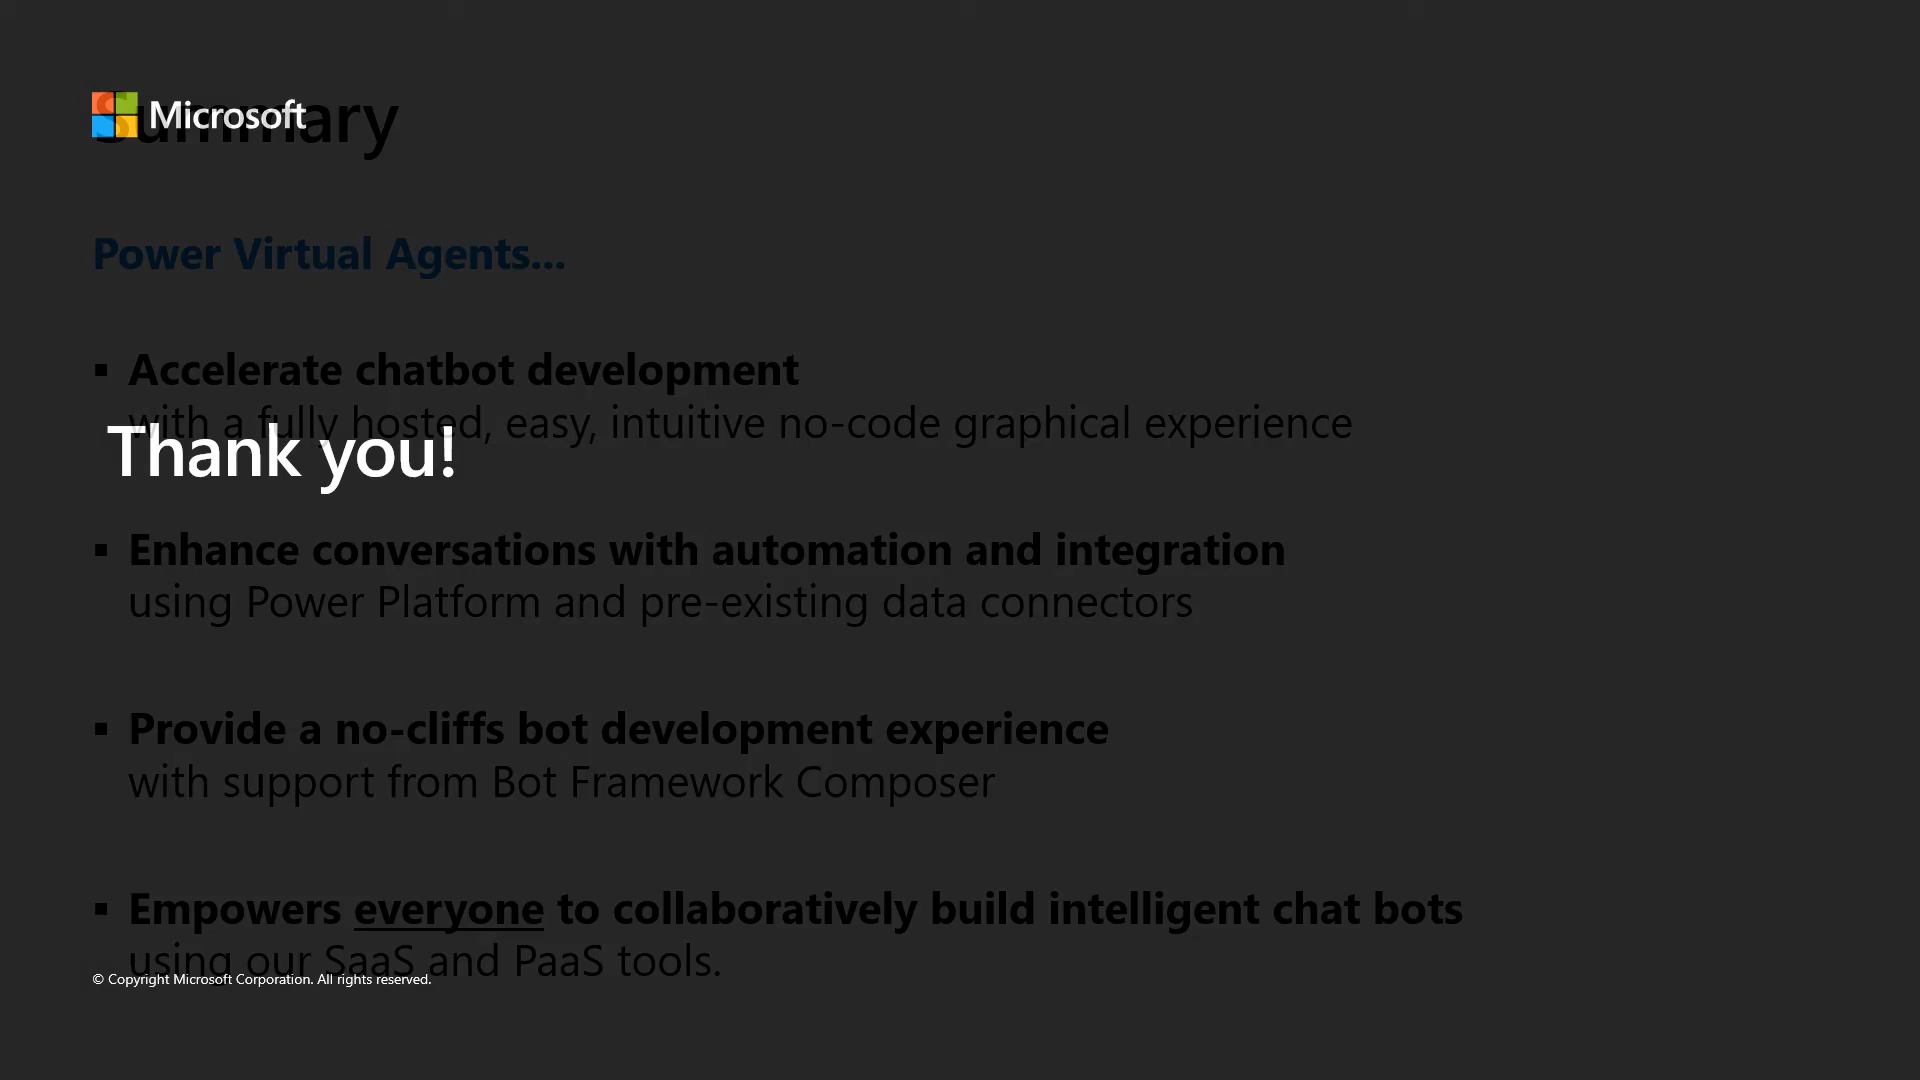 Microsoft
Summary
Power Virtual Agents...
▪ Accelerate chatbot development
with a fully hosted, easy, intuitive no-code graphical experience
Thank you!
▪ Enhance conversations with automation and integration
using Power Platform and pre-existing data connectors
▪ Provide a no-cliffs bot development experience
with support from Bot Framework Composer
▪ Empowers everyone to collaboratively build intelligent chat bots
using our SaaS and PaaS tools.
© Copyright Microsoft Corporation. All rights reserved.